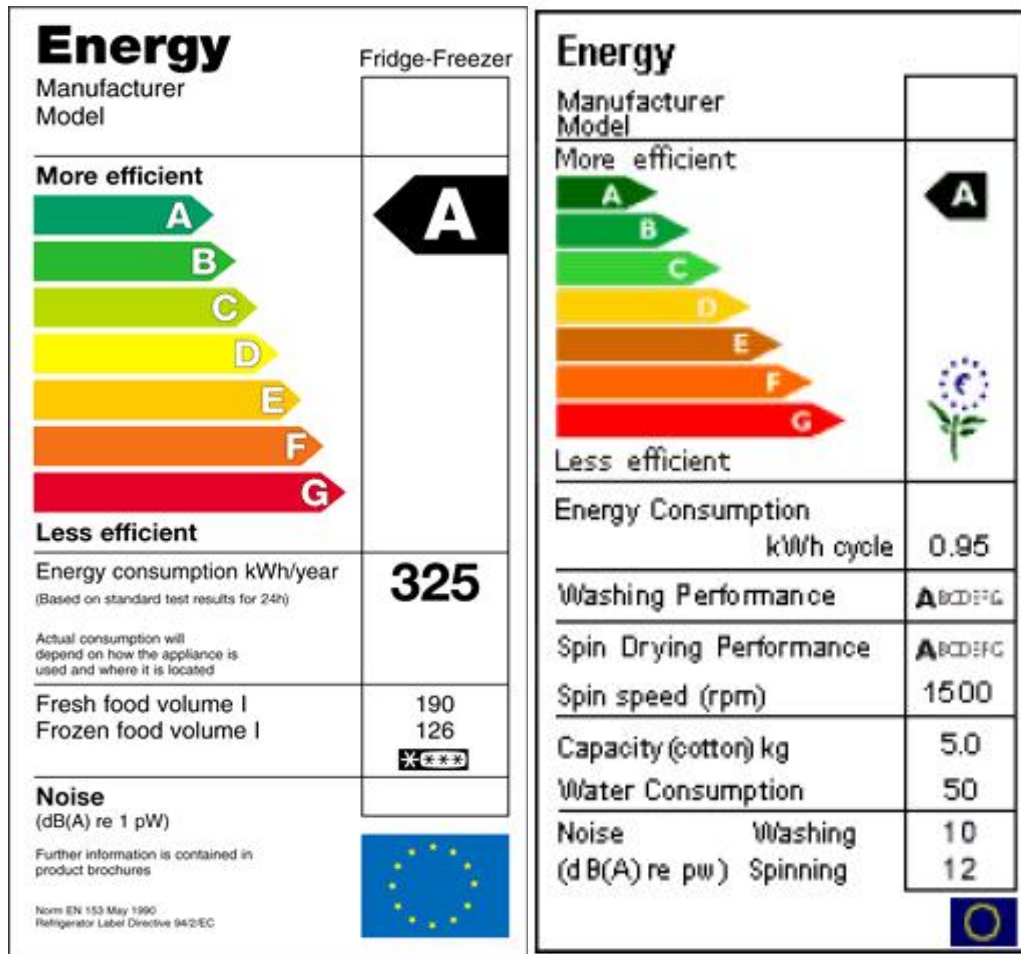 Energy
Fridge-Freezer
Manufacturer
Model
More efficient
A
A
B
C
D
E
F
G
Less efficient
Energy consumption kWh/year 325
(Based on standard test results for 24h)
Actual consumption will
depend on how the appliance is
used and where it is located
Fresh food volume l 190
Frozen food volume l 126
*(***)
Noise
(dB(A) re 1 pW)
Further information is contained in
product brochures
Norm EN 153 May 1990
Refrigerator Label Directive 94/2/EC
Energy
Manufacturer
Model
More efficient
A
A
B
C
D
E
F
G
Less efficient
Energy Consumption
kWh cycle 0.95
Washing Performance ABCDEFG
Spin Drying Performance ABCDEFG
Spin speed (rpm) 1500
Capacity (cotton) kg 5.0
Water Consumption 50
Noise Washing 10
(dB(A) re pw) Spinning 12